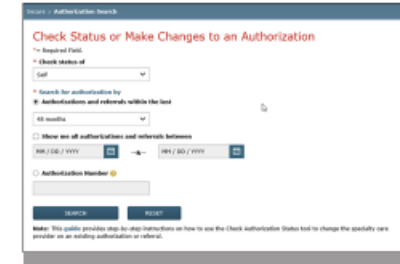 Secure > Authorization Search
Check Status or Make Changes to an Authorization
*= Required Field.
* Check status of
Self
* Search for authorization by
Authorizations and referrals within the last
48 months
Show me all authorizations and referrals between
MM / DD / YYYY -&- MM / DD / YYYY
Authorization Number
SEARCH RESET
Note: This guide provides step-by-step instructions on how to use the Check Authorization Status tool to change the specialty care
provider on an existing authorization or referral.